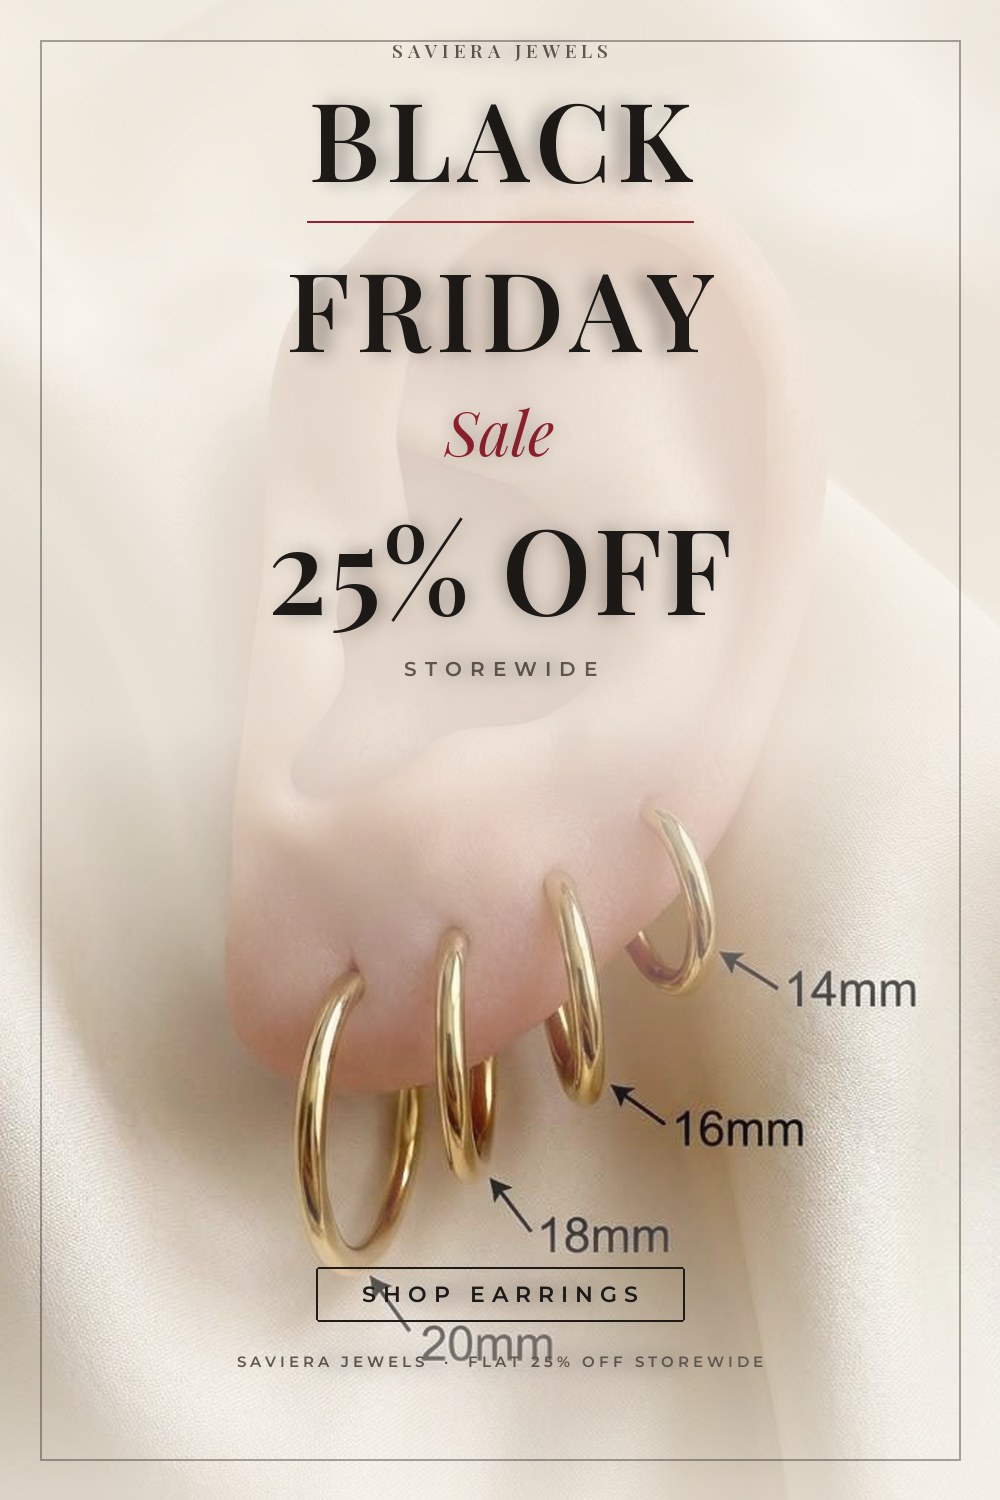 SAVIERA JEWELS
BLACK
FRIDAY
Sale
25% OFF
STOREWIDE
14mm
16mm
18mm
SHOP EARRINGS
20mm
SAVIERA JEWELS · FLAT 25% OFF STOREWIDE